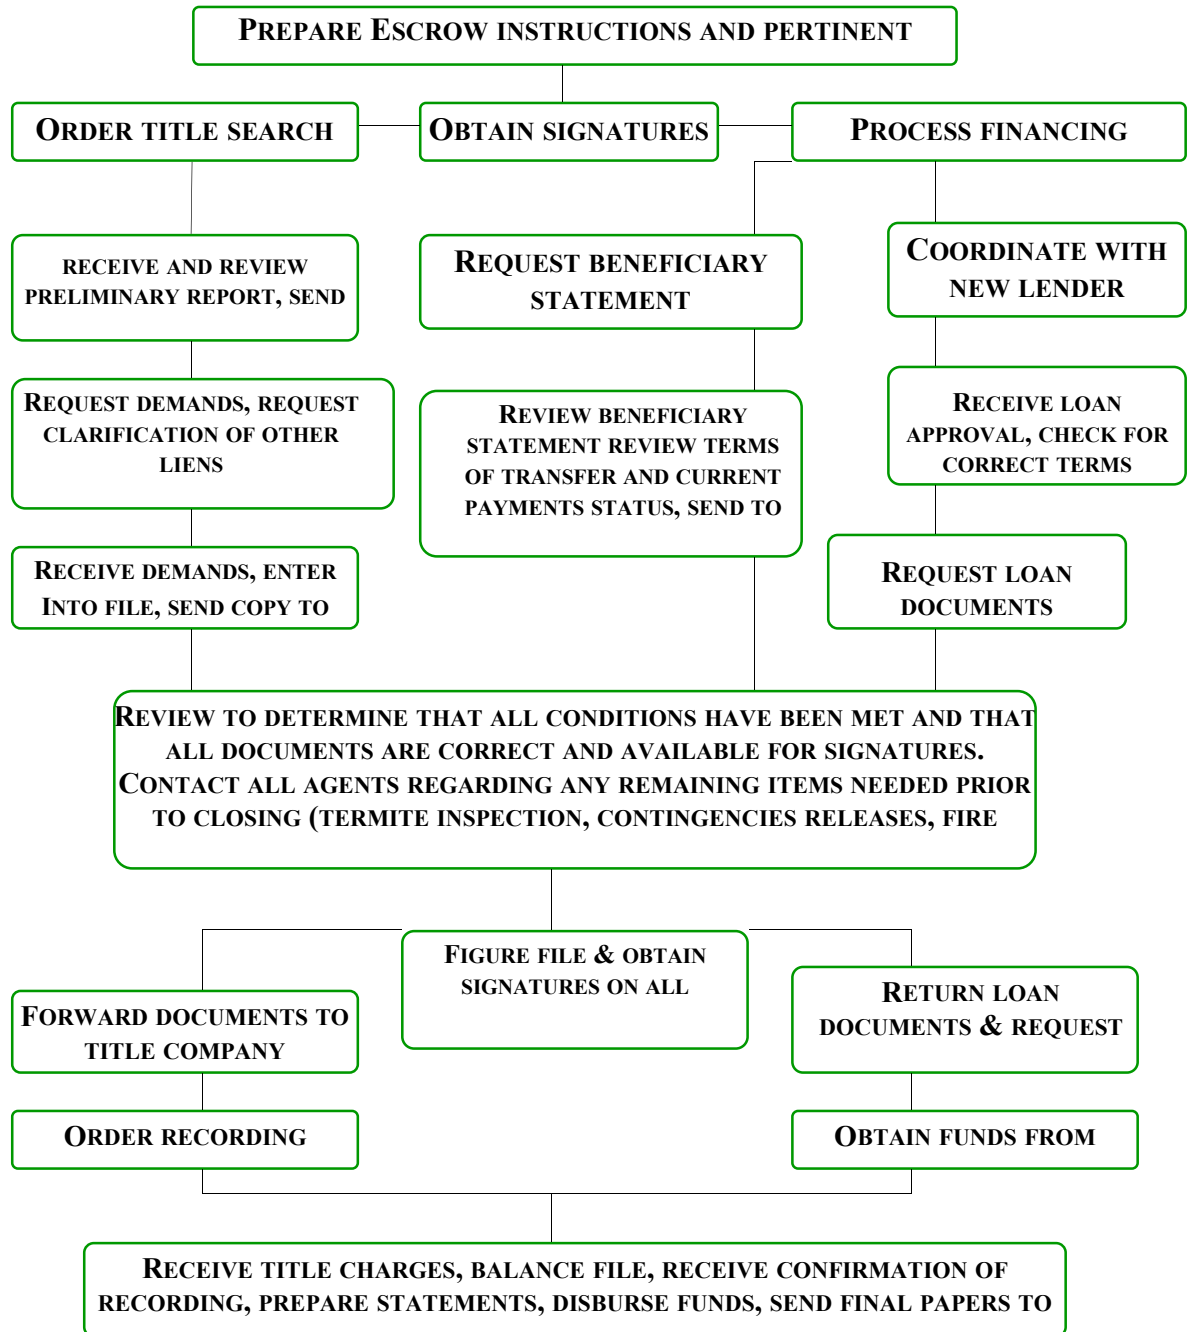 PREPARE ESCROW INSTRUCTIONS AND PERTINENT
ORDER TITLE SEARCH
OBTAIN SIGNATURES
PROCESS FINANCING
RECEIVE AND REVIEW
PRELIMINARY REPORT, SEND
REQUEST BENEFICIARY
STATEMENT
COORDINATE WITH
NEW LENDER
REQUEST DEMANDS, REQUEST
CLARIFICATION OF OTHER
LIENS
REVIEW BENEFICIARY
STATEMENT REVIEW TERMS
OF TRANSFER AND CURRENT
PAYMENTS STATUS, SEND TO
RECEIVE LOAN
APPROVAL, CHECK FOR
CORRECT TERMS
RECEIVE DEMANDS, ENTER
INTO FILE, SEND COPY TO
REQUEST LOAN
DOCUMENTS
REVIEW TO DETERMINE THAT ALL CONDITIONS HAVE BEEN MET AND THAT
ALL DOCUMENTS ARE CORRECT AND AVAILABLE FOR SIGNATURES.
CONTACT ALL AGENTS REGARDING ANY REMAINING ITEMS NEEDED PRIOR
TO CLOSING (TERMITE INSPECTION, CONTINGENCIES RELEASES, FIRE
FIGURE FILE & OBTAIN
SIGNATURES ON ALL
FORWARD DOCUMENTS TO
TITLE COMPANY
RETURN LOAN
DOCUMENTS & REQUEST
ORDER RECORDING
OBTAIN FUNDS FROM
RECEIVE TITLE CHARGES, BALANCE FILE, RECEIVE CONFIRMATION OF
RECORDING, PREPARE STATEMENTS, DISBURSE FUNDS, SEND FINAL PAPERS TO